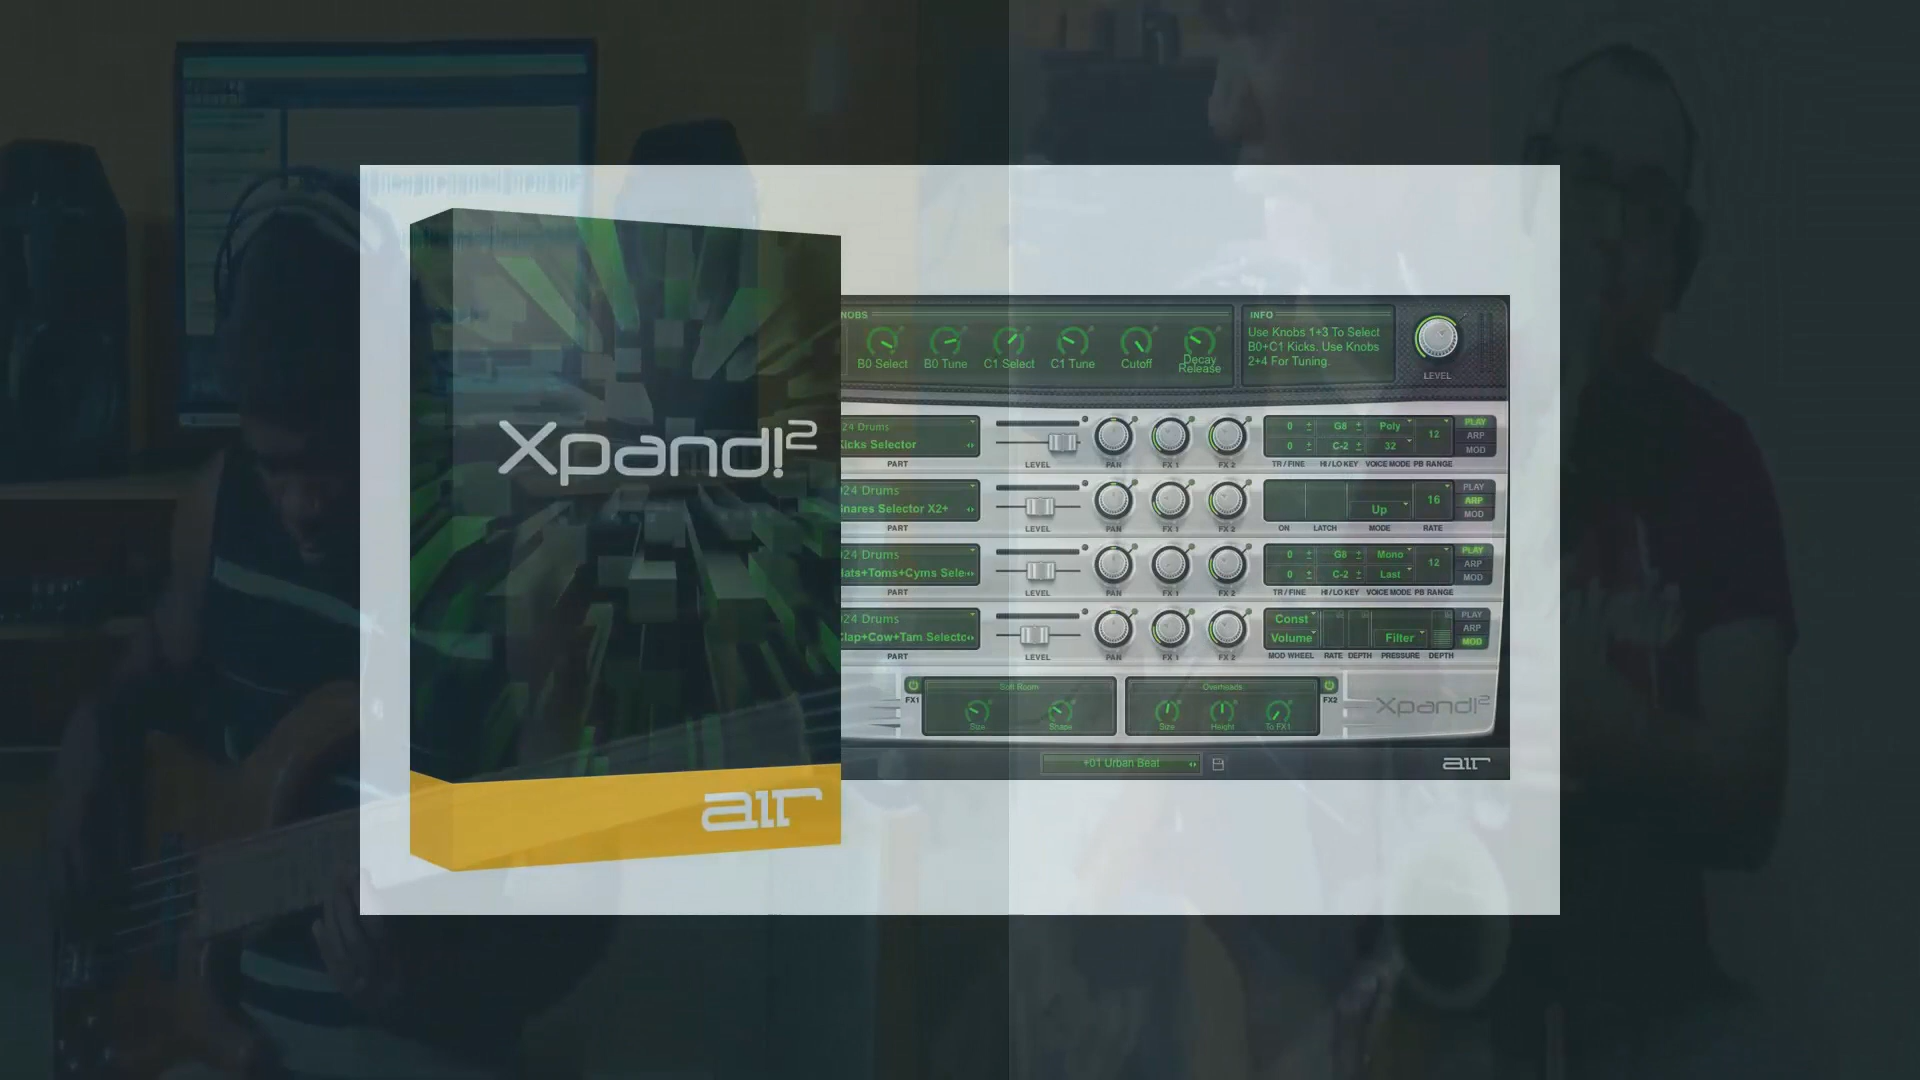 Xpand!²
air
INFO
Use Knobs 1+3 To Select
B0+C1 Kicks. Use Knobs
2+4 For Tuning.
B0 Select B0 Tune C1 Select C1 Tune Cutoff Decay Release
LEVEL
24 Drums
Kicks Selector
PART LEVEL PAN FX 1 FX 2
0 G8 Poly 12
0 C-2 32
TR / FINE HI / LO KEY VOICE MODE PB RANGE
PLAY
ARP
MOD
24 Drums
Snares Selector X2+
PART LEVEL PAN FX 1 FX 2
Up 16
ON LATCH MODE RATE
PLAY
ARP
MOD
24 Drums
Hats+Toms+Cyms Sele
PART LEVEL PAN FX 1 FX 2
0 G8 Mono 12
0 C-2 Last
TR / FINE HI / LO KEY VOICE MODE PB RANGE
PLAY
ARP
MOD
24 Drums
Clap+Cow+Tam Selectc
PART LEVEL PAN FX 1 FX 2
Const
Volume Filter
MOD WHEEL RATE DEPTH PRESSURE DEPTH
PLAY
ARP
MOD
FX1
Size Shape
Overheads
Size Height To FX1
FX2
Xpand!²
+01 Urban Beat
air